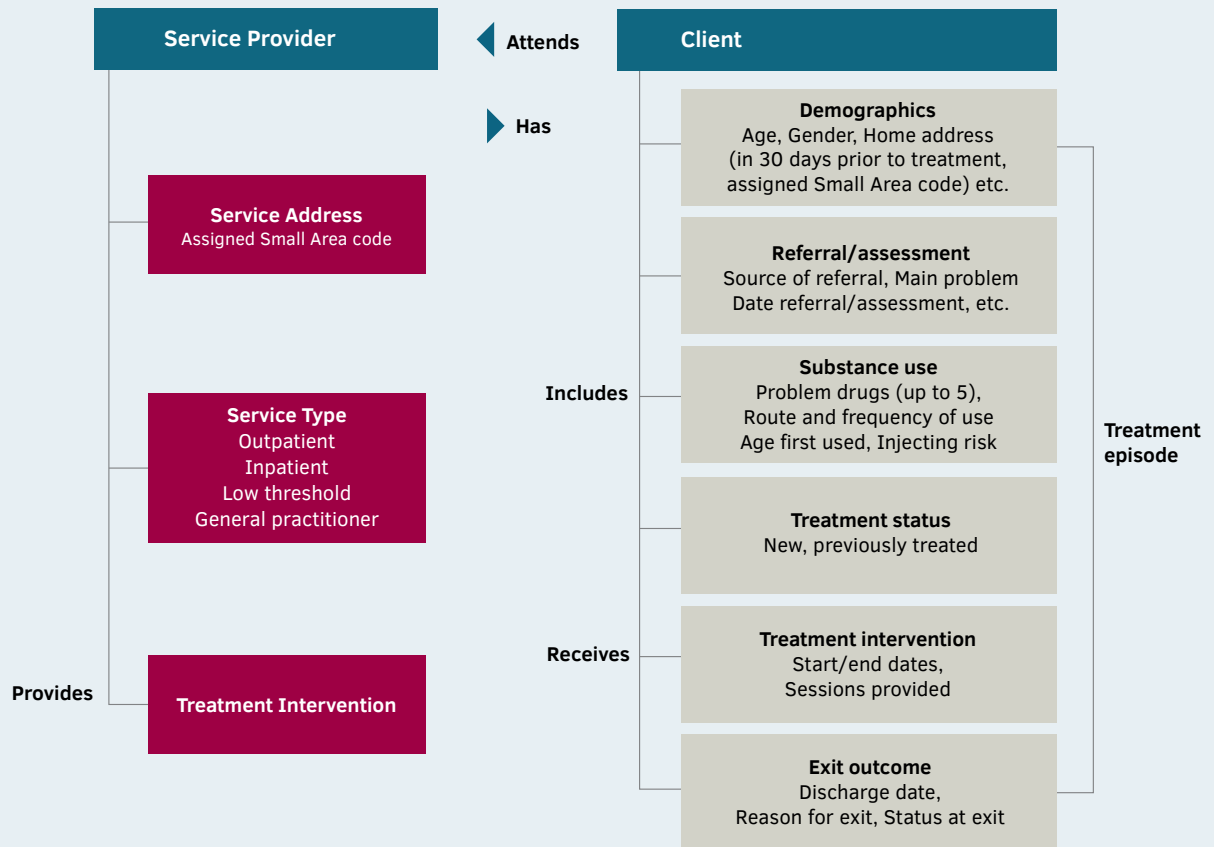 Service Provider
Attends
Client
Has
Service Address
Assigned Small Area code
Service Type
Outpatient
Inpatient
Low threshold
General practitioner
Provides
Treatment Intervention
Demographics
Age, Gender, Home address
(in 30 days prior to treatment,
assigned Small Area code) etc.
Referral/assessment
Source of referral, Main problem
Date referral/assessment, etc.
Includes
Substance use
Problem drugs (up to 5),
Route and frequency of use
Age first used, Injecting risk
Treatment status
New, previously treated
Receives
Treatment intervention
Start/end dates,
Sessions provided
Exit outcome
Discharge date,
Reason for exit, Status at exit
Treatment
episode